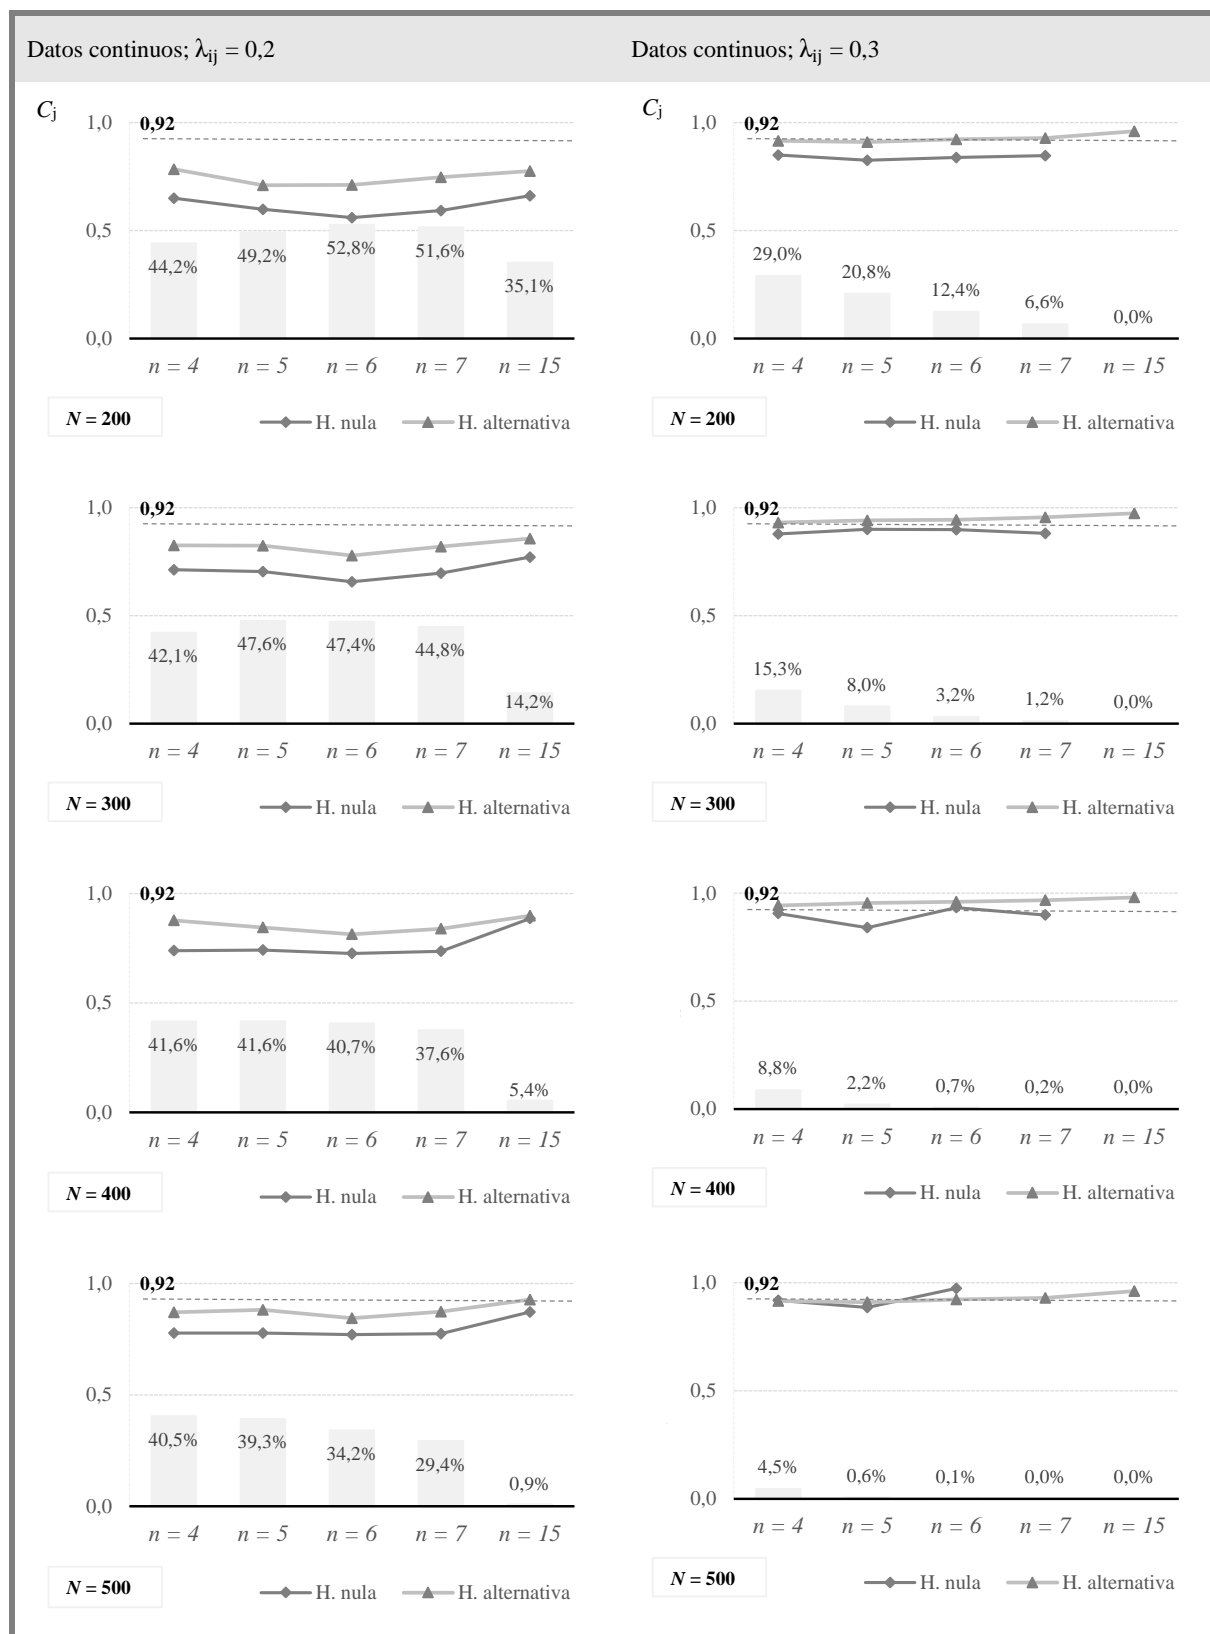 Datos continuos; λij = 0,2
Datos continuos; λij = 0,3
Cj
1,0
0,92
0,5
0,0
44,2%
49,2%
52,8%
51,6%
35,1%
n = 4
n = 5
n = 6
n = 7
n = 15
N = 200
H. nula
H. alternativa
Cj
1,0
0,92
0,5
0,0
29,0%
20,8%
12,4%
6,6%
0,0%
n = 4
n = 5
n = 6
n = 7
n = 15
N = 200
H. nula
H. alternativa
1,0
0,92
0,5
0,0
42,1%
47,6%
47,4%
44,8%
14,2%
n = 4
n = 5
n = 6
n = 7
n = 15
N = 300
H. nula
H. alternativa
1,0
0,92
0,5
0,0
15,3%
8,0%
3,2%
1,2%
0,0%
n = 4
n = 5
n = 6
n = 7
n = 15
N = 300
H. nula
H. alternativa
1,0
0,92
0,5
0,0
41,6%
41,6%
40,7%
37,6%
5,4%
n = 4
n = 5
n = 6
n = 7
n = 15
N = 400
H. nula
H. alternativa
1,0
0,92
0,5
0,0
8,8%
2,2%
0,7%
0,2%
0,0%
n = 4
n = 5
n = 6
n = 7
n = 15
N = 400
H. nula
H. alternativa
1,0
0,92
0,5
0,0
40,5%
39,3%
34,2%
29,4%
0,9%
n = 4
n = 5
n = 6
n = 7
n = 15
N = 500
H. nula
H. alternativa
1,0
0,92
0,5
0,0
4,5%
0,6%
0,1%
0,0%
0,0%
n = 4
n = 5
n = 6
n = 7
n = 15
N = 500
H. nula
H. alternativa